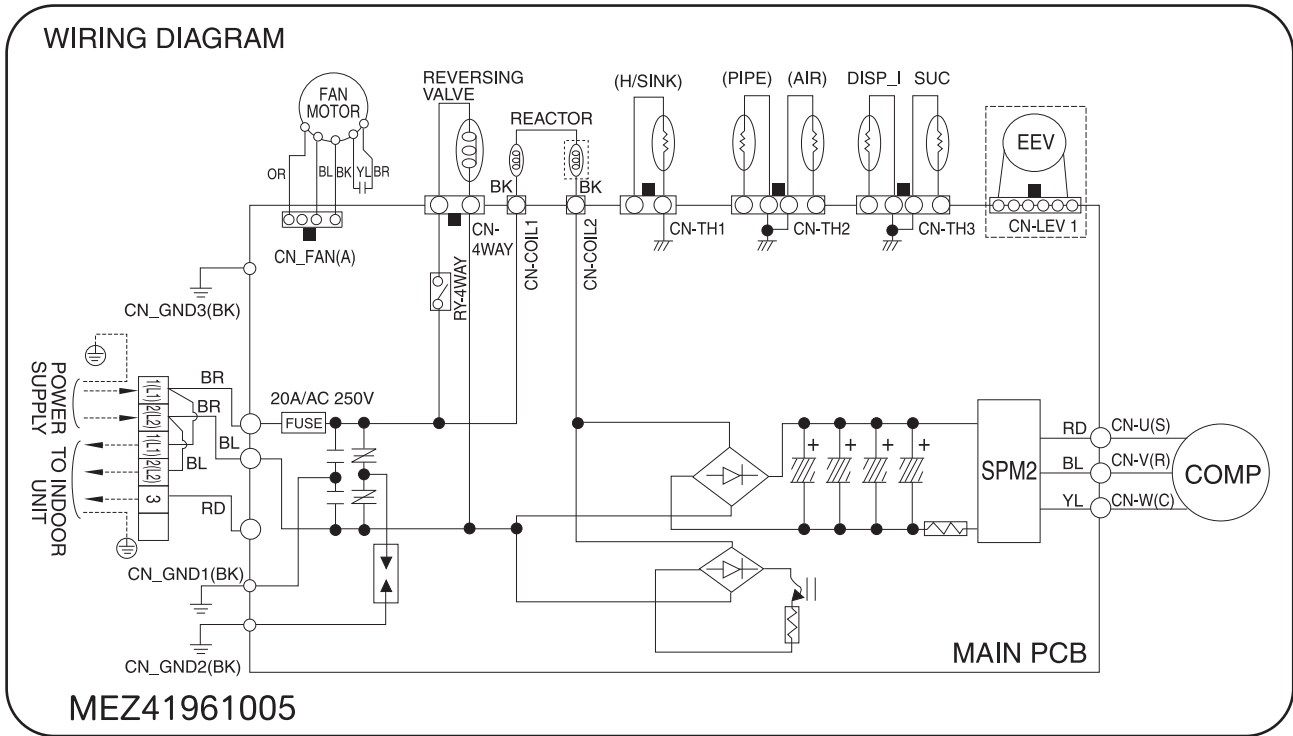 WIRING DIAGRAM
FAN
MOTOR
REVERSING
VALVE
REACTOR
(H/SINK)
(PIPE)
(AIR)
DISP_I
SUC
EEV
OR
BL
BK
YL
BR
BK
BK
CN_FAN(A)
CN-
4WAY
CN-COIL1
CN-COIL2
CN-TH1
CN-TH2
CN-TH3
CN-LEV 1
RY-4WAY
CN_GND3(BK)
POWER
SUPPLY
TO INDOOR
UNIT
1(L1)
2(L2)
1(L1)
2(L2)
3
BR
BR
BL
BL
RD
20A/AC 250V
FUSE
+
+
+
+
SPM2
RD
CN-U(S)
BL
CN-V(R)
YL
CN-W(C)
COMP
CN_GND1(BK)
CN_GND2(BK)
MAIN PCB
MEZ41961005